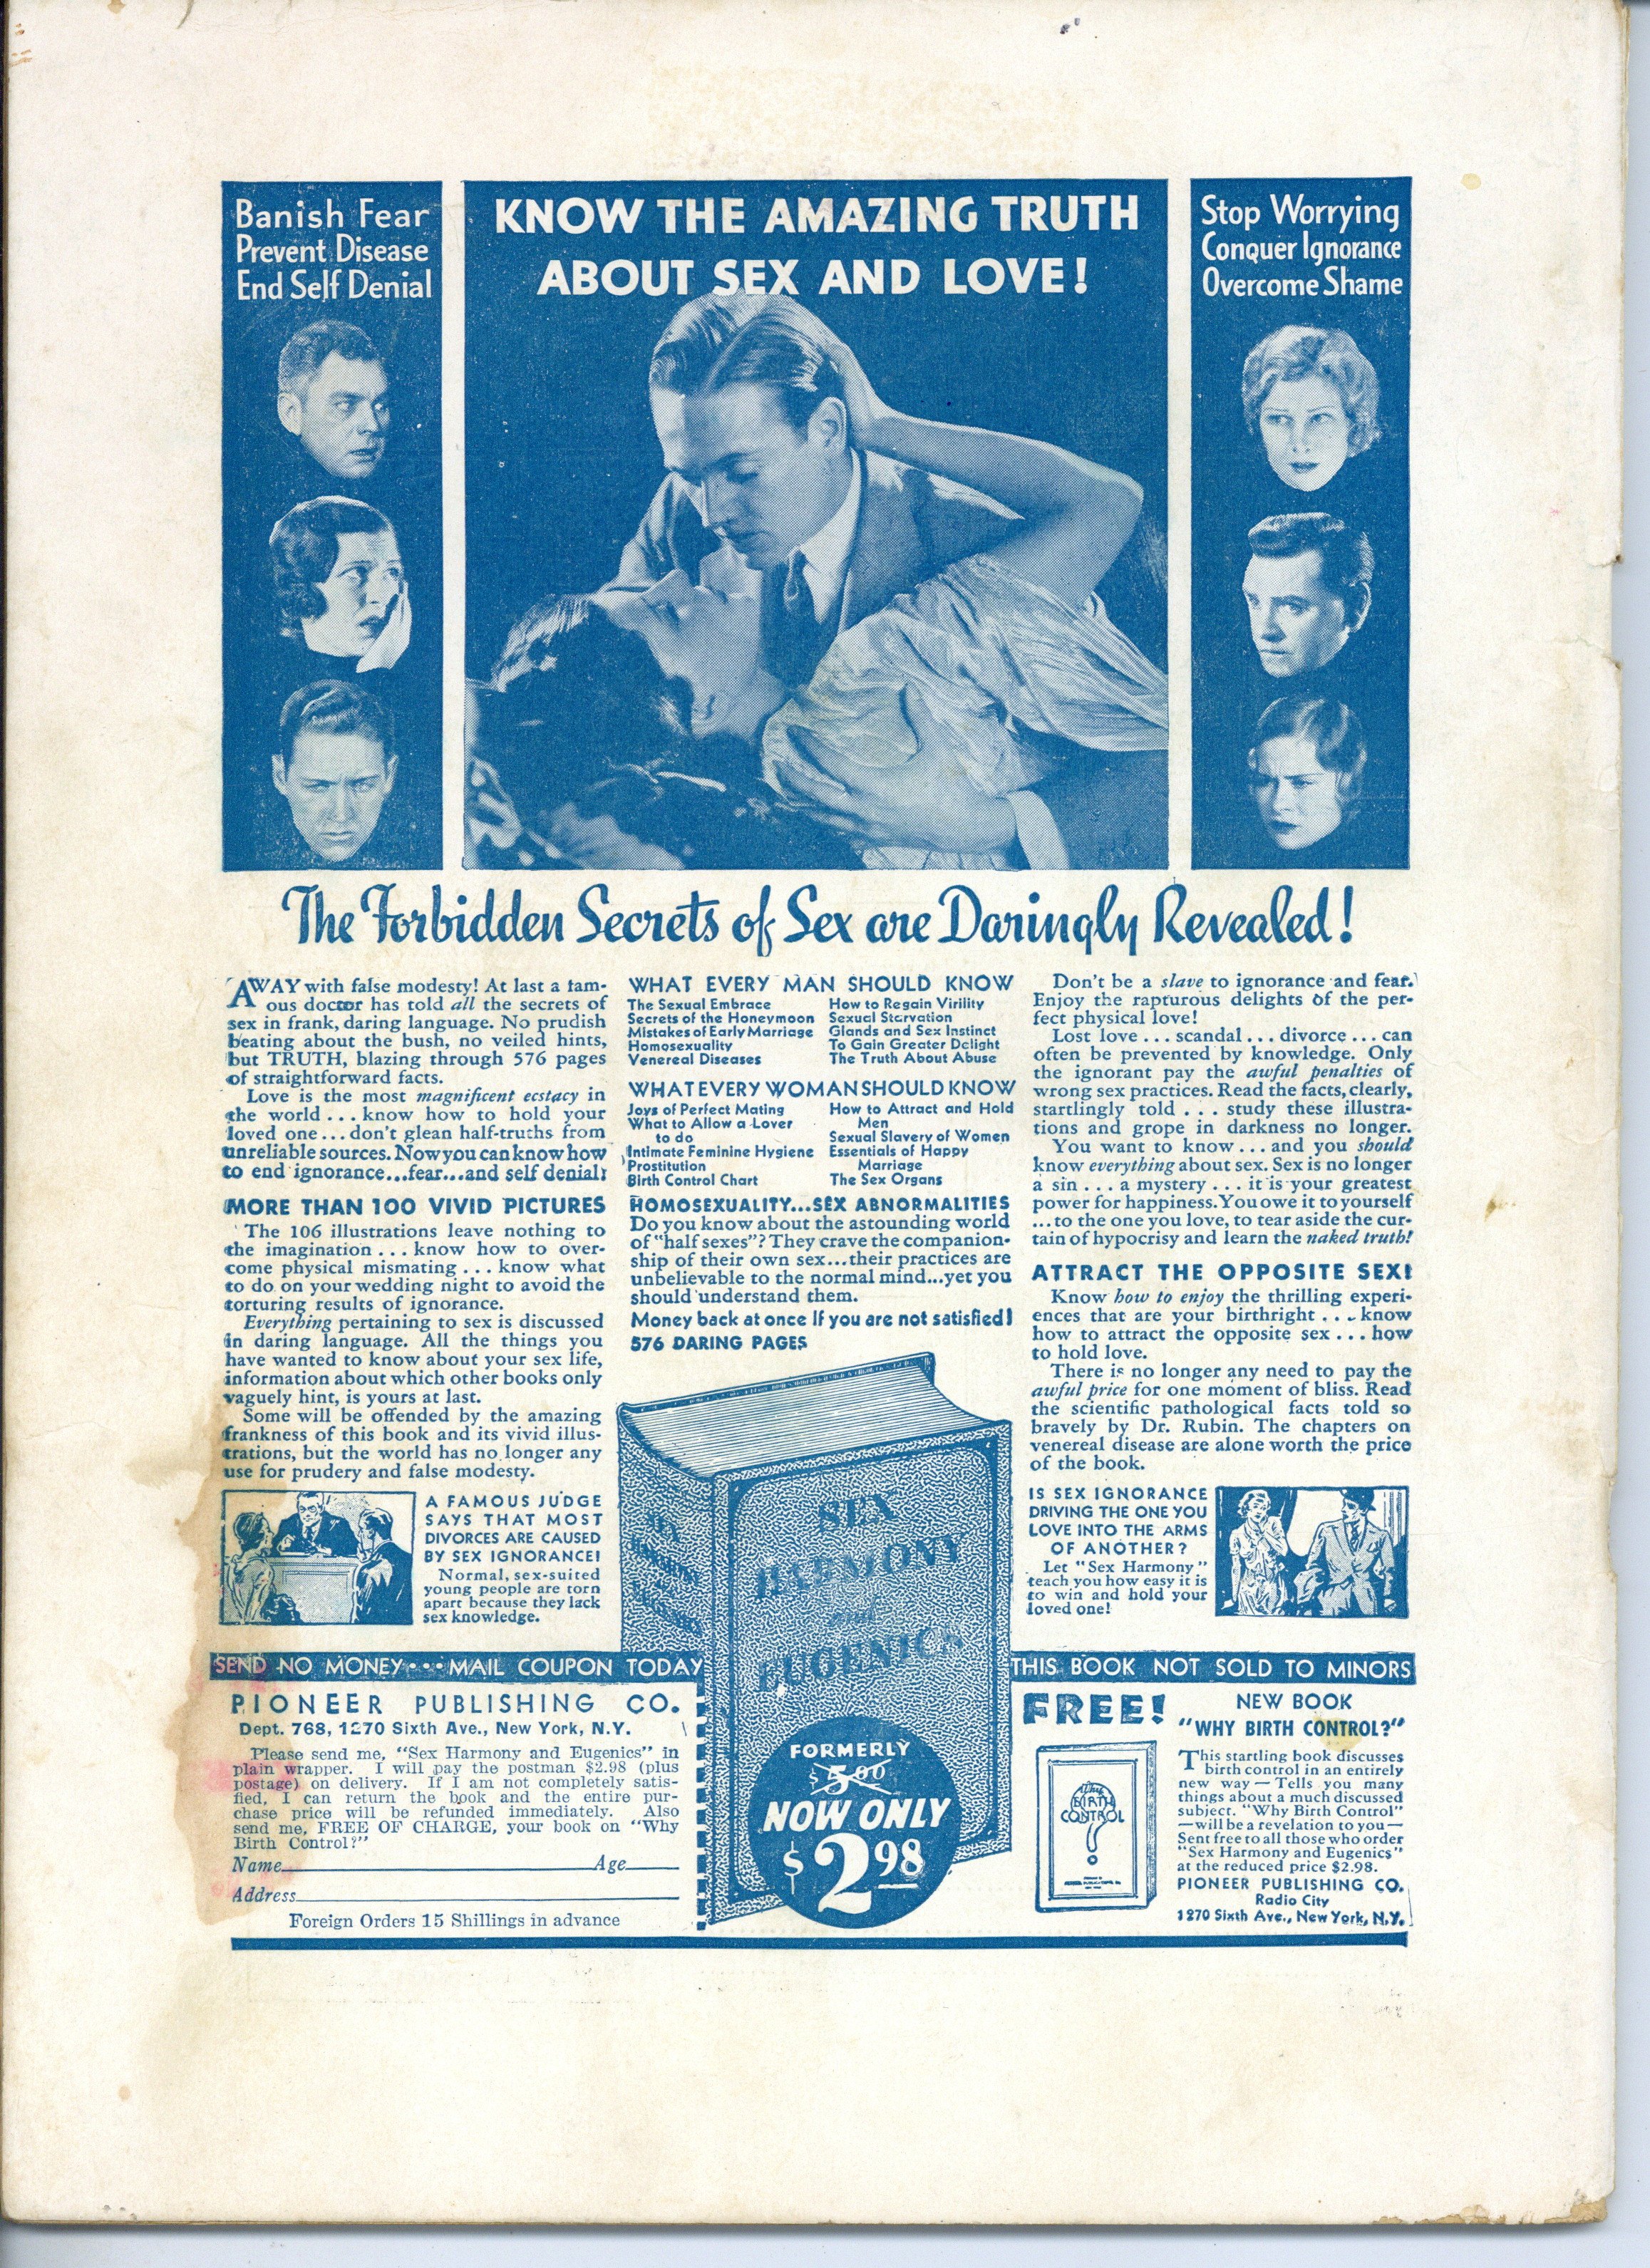 Banish Fear
Prevent Disease
End Self Denial
KNOW THE AMAZING TRUTH
ABOUT SEX AND LOVE!
Stop Worrying
Conquer Ignorance
Overcome Shame
The Forbidden Secrets of Sex are Daringly Revealed!
AWAY with false modesty! At last a fam-
ous doctor has told all the secrets of
sex in frank, daring language. No prudish
beating about the bush, no veiled hints,
but TRUTH, blazing through 576 pages
of straightforward facts.
Love is the most magnificent ecstacy in
the world ... know how to hold your
loved one ... don't glean half-truths from
unreliable sources. Now you can know how
to end ignorance...fear...and self denial!
MORE THAN 100 VIVID PICTURES
The 106 illustrations leave nothing to
the imagination ... know how to over-
come physical mismating ... know what
to do on your wedding night to avoid the
torturing results of ignorance.
Everything pertaining to sex is discussed
in daring language. All the things you
have wanted to know about your sex life,
information about which other books only
vaguely hint, is yours at last.
Some will be offended by the amazing
frankness of this book and its vivid illus-
trations, but the world has no longer any
use for prudery and false modesty.
A FAMOUS JUDGE
SAYS THAT MOST
DIVORCES ARE CAUSED
BY SEX IGNORANCE!
Normal, sex-suited
young people are torn
apart because they lack
sex knowledge.
WHAT EVERY MAN SHOULD KNOW
The Sexual Embrace
Secrets of the Honeymoon
Mistakes of Early Marriage
Homosexuality
Venereal Diseases
How to Regain Virility
Sexual Starvation
Glands and Sex Instinct
To Gain Greater Delight
The Truth About Abuse
WHAT EVERY WOMAN SHOULD KNOW
Joys of Perfect Mating
What to Allow a Lover
to do
Intimate Feminine Hygiene
Prostitution
Birth Control Chart
How to Attract and Hold
Men
Sexual Slavery of Women
Essentials of Happy
Marriage
The Sex Organs
HOMOSEXUALITY...SEX ABNORMALITIES
Do you know about the astounding world
of "half sexes"? They crave the companion-
ship of their own sex...their practices are
unbelievable to the normal mind...yet you
should understand them.
Money back at once If you are not satisfied!
576 DARING PAGES
SEX
HARMONY
and
EUGENICS
SEX
HARMONY
and
EUGENICS
FORMERLY
$5.00
NOW ONLY
$2.98
Don't be a slave to ignorance and fear.
Enjoy the rapturous delights of the per-
fect physical love!
Lost love ... scandal ... divorce ... can
often be prevented by knowledge. Only
the ignorant pay the awful penalties of
wrong sex practices. Read the facts, clearly,
startlingly told ... study these illustra-
tions and grope in darkness no longer.
You want to know ... and you should
know everything about sex. Sex is no longer
a sin ... a mystery ... it is your greatest
power for happiness. You owe it to yourself
... to the one you love, to tear aside the cur-
tain of hypocrisy and learn the naked truth!
ATTRACT THE OPPOSITE SEX!
Know how to enjoy the thrilling experi-
ences that are your birthright ... know
how to attract the opposite sex ... how
to hold love.
There is no longer any need to pay the
awful price for one moment of bliss. Read
the scientific pathological facts told so
bravely by Dr. Rubin. The chapters on
venereal disease are alone worth the price
of the book.
IS SEX IGNORANCE
DRIVING THE ONE YOU
LOVE INTO THE ARMS
OF ANOTHER?
Let "Sex Harmony"
teach you how easy it is
to win and hold your
loved one!
SEND NO MONEY ... MAIL COUPON TODAY
THIS BOOK NOT SOLD TO MINORS
PIONEER PUBLISHING CO.
Dept. 768, 1270 Sixth Ave., New York, N.Y.
Please send me, "Sex Harmony and Eugenics" in
plain wrapper. I will pay the postman $2.98 (plus
postage) on delivery. If I am not completely satis-
fied, I can return the book and the entire pur-
chase price will be refunded immediately. Also
send me, FREE OF CHARGE, your book on "Why
Birth Control?"
Name Age
Address
Foreign Orders 15 Shillings in advance
FREE!
Why
BIRTH
CONTROL
?
NEW BOOK
"WHY BIRTH CONTROL?"
This startling book discusses
birth control in an entirely
new way — Tells you many
things about a much discussed
subject. "Why Birth Control"
—will be a revelation to you—
Sent free to all those who order
"Sex Harmony and Eugenics"
at the reduced price $2.98.
PIONEER PUBLISHING CO.
Radio City
1270 Sixth Ave., New York, N.Y.